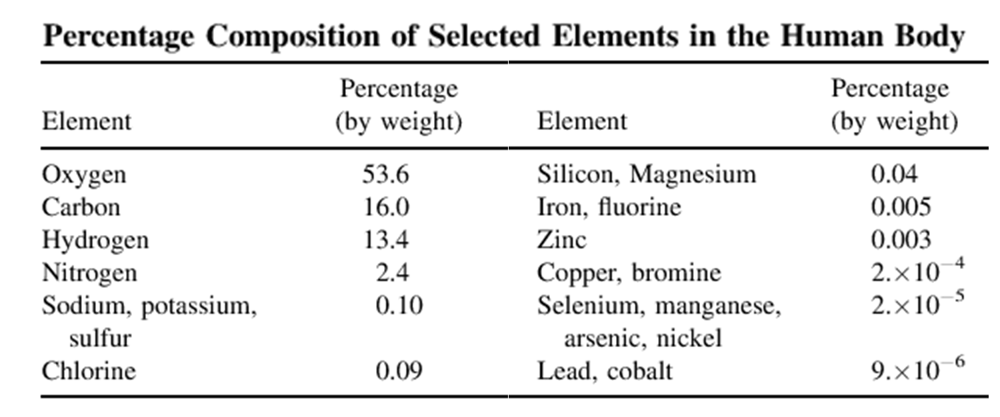 Percentage Composition of Selected Elements in the Human Body
Percentage Percentage
Element (by weight) Element (by weight)
Oxygen 53.6 Silicon, Magnesium 0.04
Carbon 16.0 Iron, fluorine 0.005
Hydrogen 13.4 Zinc 0.003
Nitrogen 2.4 Copper, bromine 2.×10⁻⁴
Sodium, potassium, 0.10 Selenium, manganese, 2.×10⁻⁵
sulfur arsenic, nickel
Chlorine 0.09 Lead, cobalt 9.×10⁻⁶